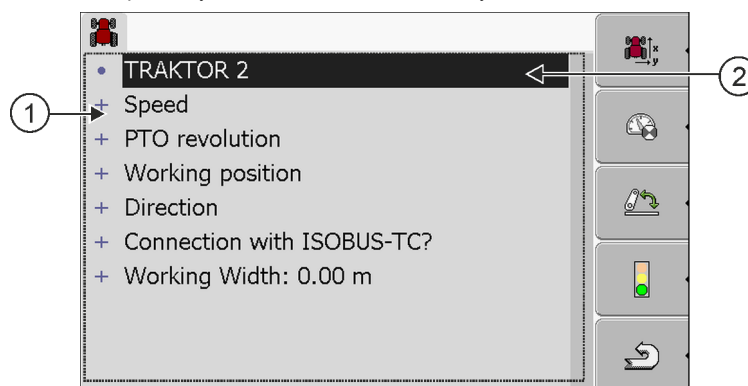 TRAKTOR 2
Speed
PTO revolution
Working position
Direction
Connection with ISOBUS-TC?
Working Width: 0.00 m
x
y
1
2